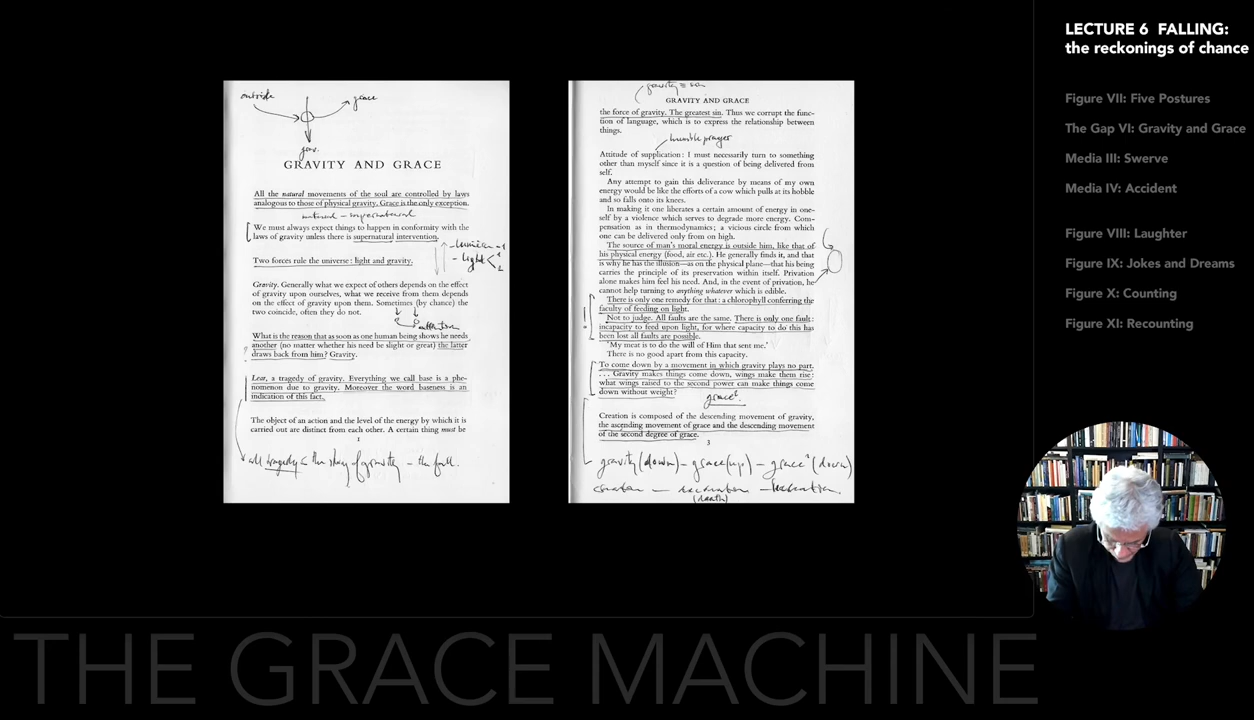 outside
grace
grav.
GRAVITY AND GRACE
All the natural movements of the soul are controlled by laws
analogous to those of physical gravity. Grace is the only exception.
natural – supernatural
We must always expect things to happen in conformity with the
laws of gravity unless there is supernatural intervention.
Two forces rule the universe: light and gravity.
– light < 1
2
Gravity. Generally what we expect of others depends on the effect
of gravity upon ourselves, what we receive from them depends
on the effect of gravity upon them. Sometimes (by chance) the
two coincide, often they do not.
What is the reason that as soon as one human being shows he needs
another (no matter whether his need be slight or great) the latter
draws back from him? Gravity.
?
Lear, a tragedy of gravity. Everything we call base is a phe-
nomenon due to gravity. Moreover the word baseness is an
indication of this fact.
The object of an action and the level of the energy by which it is
carried out are distinct from each other. A certain thing must be
1
all tragedy < the story of gravity – the fall.
gravity =
GRAVITY AND GRACE
the force of gravity. The greatest sin. Thus we corrupt the func-
tion of language, which is to express the relationship between
things.
humble prayer
Attitude of supplication: I must necessarily turn to something
other than myself since it is a question of being delivered from
self.
Any attempt to gain this deliverance by means of my own
energy would be like the efforts of a cow which pulls at its hobble
and so falls onto its knees.
In making it one liberates a certain amount of energy in one-
self by a violence which serves to degrade more energy. Com-
pensation as in thermodynamics; a vicious circle from which
one can be delivered only from on high.
The source of man's moral energy is outside him, like that of
his physical energy (food, air etc.). He generally finds it, and that
is why he has the illusion—as on the physical plane—that his being
carries the principle of its preservation within itself. Privation
alone makes him feel his need. And, in the event of privation, he
cannot help turning to anything whatever which is edible.
There is only one remedy for that: a chlorophyll conferring the
faculty of feeding on light.
!
Not to judge. All faults are the same. There is only one fault:
incapacity to feed upon light, for where capacity to do this has
been lost all faults are possible.
'My meat is to do the will of Him that sent me.'
There is no good apart from this capacity.
To come down by a movement in which gravity plays no part.
. . . Gravity makes things come down, wings make them rise:
what wings raised to the second power can make things come
down without weight?
grace²
Creation is composed of the descending movement of gravity,
the ascending movement of grace and the descending movement
of the second degree of grace.
3
gravity (down) – grace (up) – grace² (down)
(death)
LECTURE 6 FALLING:
the reckonings of chance
Figure VII: Five Postures
The Gap VI: Gravity and Grace
Media III: Swerve
Media IV: Accident
Figure VIII: Laughter
Figure IX: Jokes and Dreams
Figure X: Counting
Figure XI: Recounting
THE GRACE MACHINE